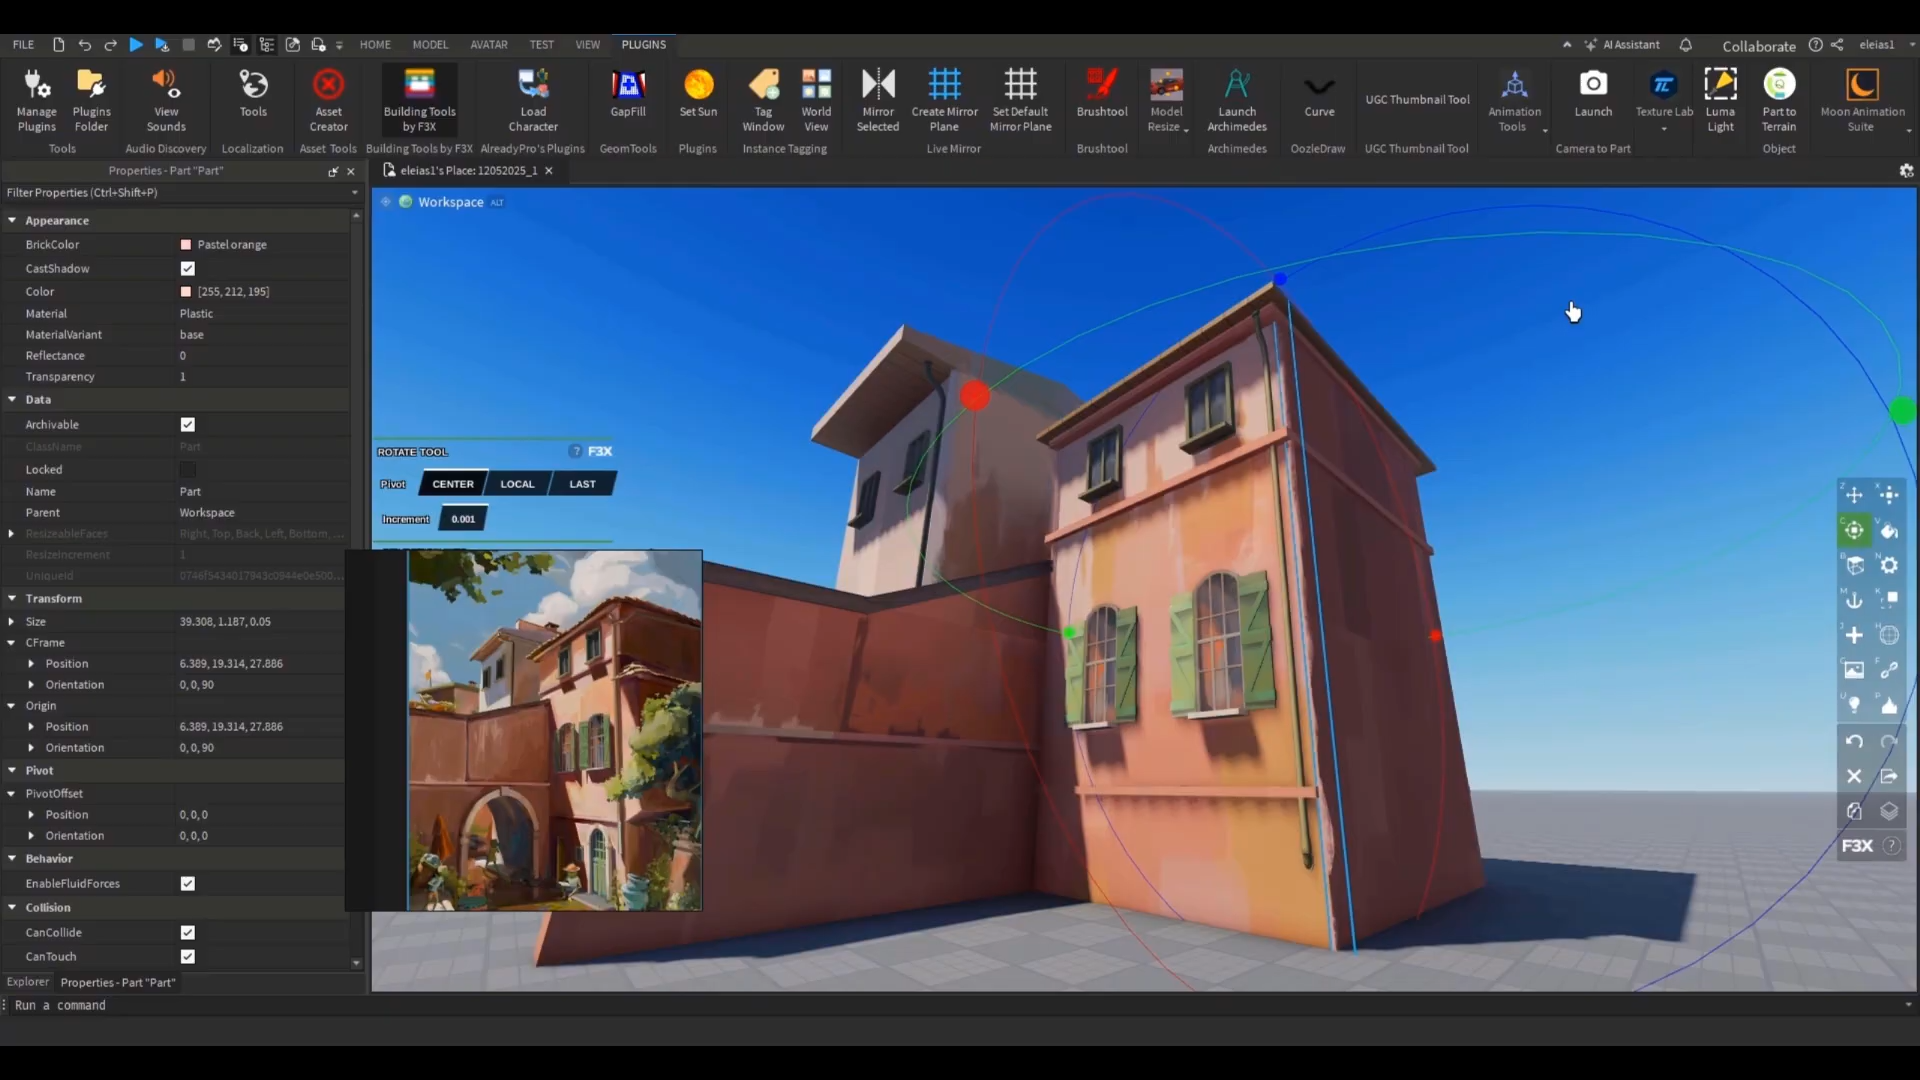 FILE HOME MODEL AVATAR TEST VIEW PLUGINS AI Assistant Collaborate eleias1
Manage Plugins
Plugins Folder
View Sounds
Tools
Asset Creator
Building Tools by F3X
Load Character
GapFill
Set Sun
Tag Window
World View
Mirror Selected
Create Mirror Plane
Set Default Mirror Plane
Brushtool
Model Resize
Launch Archimedes
Curve
UGC Thumbnail Tool
Animation Tools
Launch
Texture Lab
Luma Light
Part to Terrain
Moon Animation Suite
Tools Audio Discovery Localization Asset Tools Building Tools by F3X AlreadyPro's Plugins GeomTools Plugins Instance Tagging Live Mirror Brushtool Archimedes OozleDraw UGC Thumbnail Tool Camera to Part Object
Properties - Part "Part"
eleias1's Place: 12052025_1
Filter Properties (Ctrl+Shift+P)
Workspace ALT
Appearance
BrickColor Pastel orange
CastShadow
Color [255, 212, 195]
Material Plastic
MaterialVariant base
Reflectance 0
Transparency 1
Data
Archivable
ClassName Part
Locked
Name Part
Parent Workspace
ResizeableFaces Right, Top, Back, Left, Bottom, ...
ResizeIncrement 1
UniqueId 0746f5434017943c0944e0e500...
Transform
Size 39.308, 1.187, 0.05
CFrame
Position 6.389, 19.314, 27.886
Orientation 0, 0, 90
Origin
Position 6.389, 19.314, 27.886
Orientation 0, 0, 90
Pivot
PivotOffset
Position 0, 0, 0
Orientation 0, 0, 0
Behavior
EnableFluidForces
Collision
CanCollide
CanTouch
ROTATE TOOL ? F3X
Pivot CENTER LOCAL LAST
Increment 0.001
F3X ?
Explorer Properties - Part "Part"
Run a command